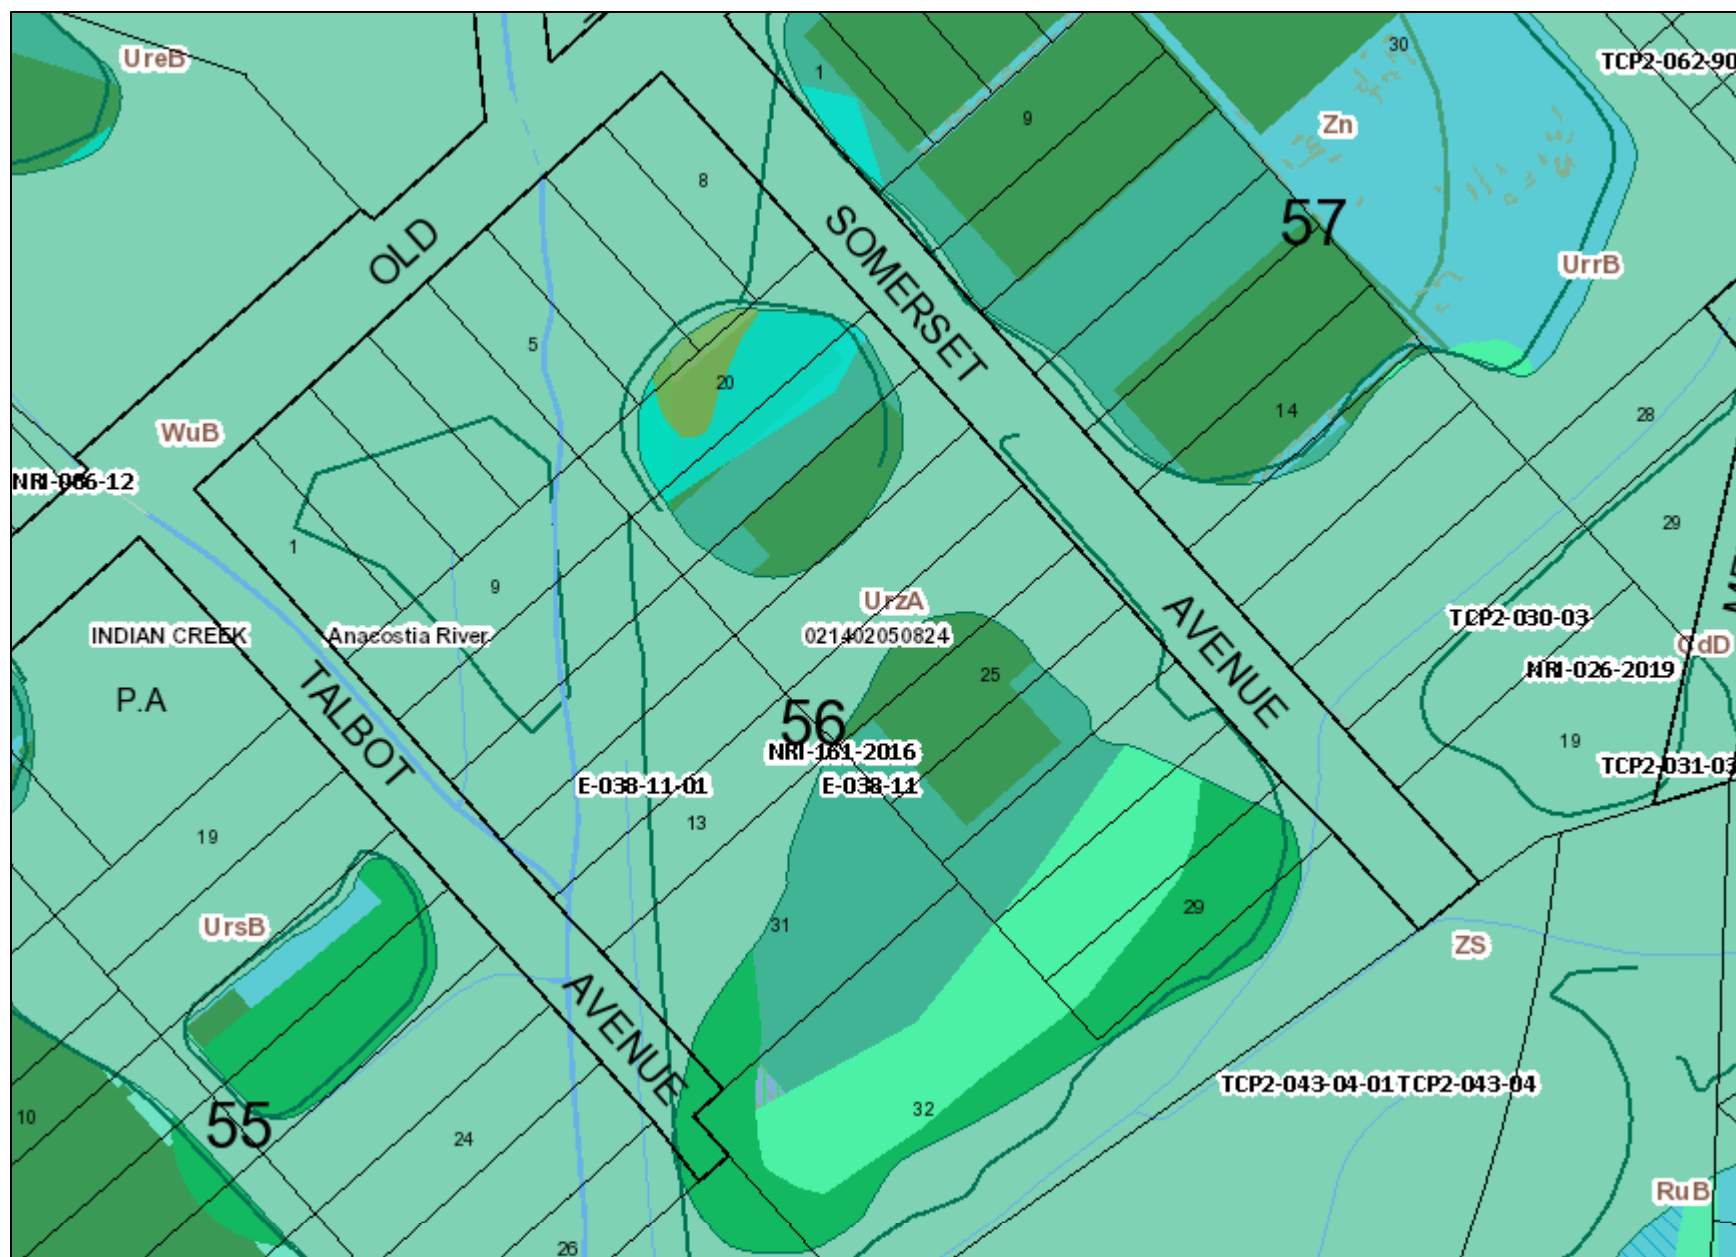 UreB
30
TCP2-062-90
1
9
Zn
8
57
OLD
SOMERSET
UrrB
5
20
14
28
WuB
NRI-066-12
29
1
9
UrzA
AVENUE
TCP2-030-03
INDIAN CREEK
Anacostia River
021402050824
CdD
NRI-026-2019
25
P.A
TALBOT
56
19
NRI-161-2016
TCP2-031-03
E-038-11-01
E-038-11
13
19
UrsB
31
29
ZS
AVENUE
TCP2-043-04-01
TCP2-043-04
10
32
55
24
RuB
26